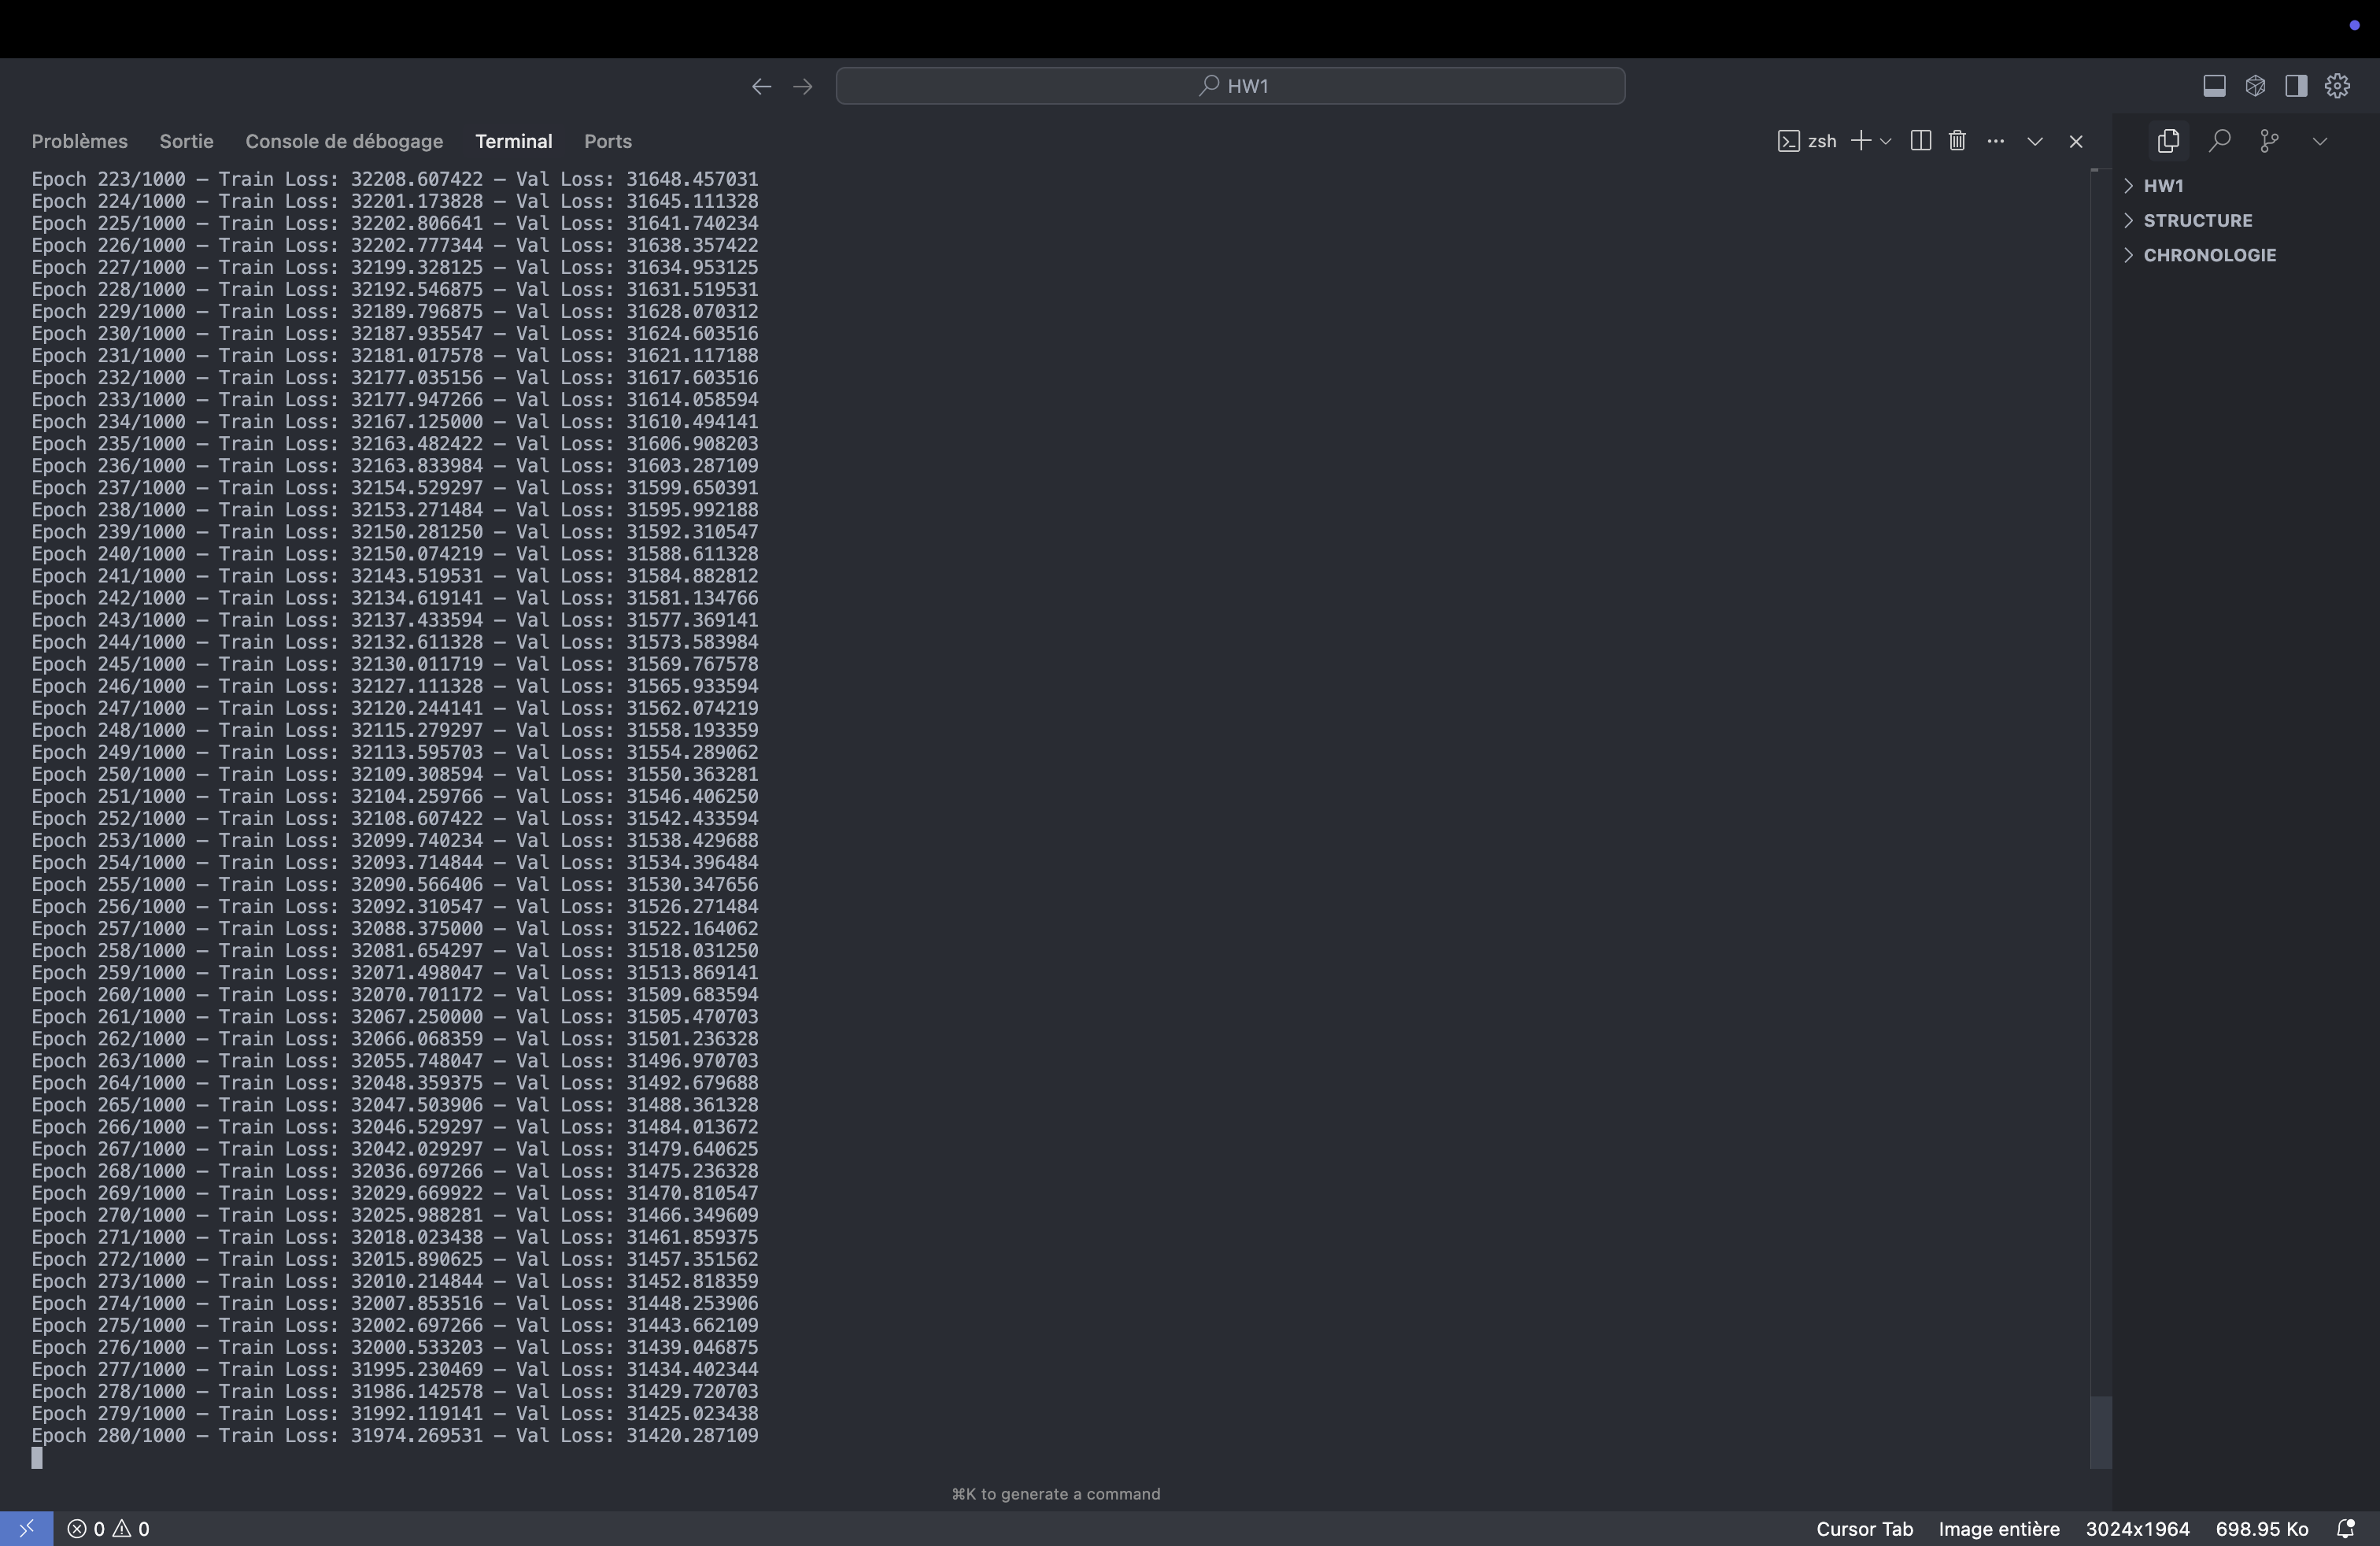 HW1
Problèmes Sortie Console de débogage Terminal Ports
zsh
Epoch 223/1000 — Train Loss: 32208.607422 — Val Loss: 31648.457031
Epoch 224/1000 — Train Loss: 32201.173828 — Val Loss: 31645.111328
Epoch 225/1000 — Train Loss: 32202.806641 — Val Loss: 31641.740234
Epoch 226/1000 — Train Loss: 32202.777344 — Val Loss: 31638.357422
Epoch 227/1000 — Train Loss: 32199.328125 — Val Loss: 31634.953125
Epoch 228/1000 — Train Loss: 32192.546875 — Val Loss: 31631.519531
Epoch 229/1000 — Train Loss: 32189.796875 — Val Loss: 31628.070312
Epoch 230/1000 — Train Loss: 32187.935547 — Val Loss: 31624.603516
Epoch 231/1000 — Train Loss: 32181.017578 — Val Loss: 31621.117188
Epoch 232/1000 — Train Loss: 32177.035156 — Val Loss: 31617.603516
Epoch 233/1000 — Train Loss: 32177.947266 — Val Loss: 31614.058594
Epoch 234/1000 — Train Loss: 32167.125000 — Val Loss: 31610.494141
Epoch 235/1000 — Train Loss: 32163.482422 — Val Loss: 31606.908203
Epoch 236/1000 — Train Loss: 32163.833984 — Val Loss: 31603.287109
Epoch 237/1000 — Train Loss: 32154.529297 — Val Loss: 31599.650391
Epoch 238/1000 — Train Loss: 32153.271484 — Val Loss: 31595.992188
Epoch 239/1000 — Train Loss: 32150.281250 — Val Loss: 31592.310547
Epoch 240/1000 — Train Loss: 32150.074219 — Val Loss: 31588.611328
Epoch 241/1000 — Train Loss: 32143.519531 — Val Loss: 31584.882812
Epoch 242/1000 — Train Loss: 32134.619141 — Val Loss: 31581.134766
Epoch 243/1000 — Train Loss: 32137.433594 — Val Loss: 31577.369141
Epoch 244/1000 — Train Loss: 32132.611328 — Val Loss: 31573.583984
Epoch 245/1000 — Train Loss: 32130.011719 — Val Loss: 31569.767578
Epoch 246/1000 — Train Loss: 32127.111328 — Val Loss: 31565.933594
Epoch 247/1000 — Train Loss: 32120.244141 — Val Loss: 31562.074219
Epoch 248/1000 — Train Loss: 32115.279297 — Val Loss: 31558.193359
Epoch 249/1000 — Train Loss: 32113.595703 — Val Loss: 31554.289062
Epoch 250/1000 — Train Loss: 32109.308594 — Val Loss: 31550.363281
Epoch 251/1000 — Train Loss: 32104.259766 — Val Loss: 31546.406250
Epoch 252/1000 — Train Loss: 32108.607422 — Val Loss: 31542.433594
Epoch 253/1000 — Train Loss: 32099.740234 — Val Loss: 31538.429688
Epoch 254/1000 — Train Loss: 32093.714844 — Val Loss: 31534.396484
Epoch 255/1000 — Train Loss: 32090.566406 — Val Loss: 31530.347656
Epoch 256/1000 — Train Loss: 32092.310547 — Val Loss: 31526.271484
Epoch 257/1000 — Train Loss: 32088.375000 — Val Loss: 31522.164062
Epoch 258/1000 — Train Loss: 32081.654297 — Val Loss: 31518.031250
Epoch 259/1000 — Train Loss: 32071.498047 — Val Loss: 31513.869141
Epoch 260/1000 — Train Loss: 32070.701172 — Val Loss: 31509.683594
Epoch 261/1000 — Train Loss: 32067.250000 — Val Loss: 31505.470703
Epoch 262/1000 — Train Loss: 32066.068359 — Val Loss: 31501.236328
Epoch 263/1000 — Train Loss: 32055.748047 — Val Loss: 31496.970703
Epoch 264/1000 — Train Loss: 32048.359375 — Val Loss: 31492.679688
Epoch 265/1000 — Train Loss: 32047.503906 — Val Loss: 31488.361328
Epoch 266/1000 — Train Loss: 32046.529297 — Val Loss: 31484.013672
Epoch 267/1000 — Train Loss: 32042.029297 — Val Loss: 31479.640625
Epoch 268/1000 — Train Loss: 32036.697266 — Val Loss: 31475.236328
Epoch 269/1000 — Train Loss: 32029.669922 — Val Loss: 31470.810547
Epoch 270/1000 — Train Loss: 32025.988281 — Val Loss: 31466.349609
Epoch 271/1000 — Train Loss: 32018.023438 — Val Loss: 31461.859375
Epoch 272/1000 — Train Loss: 32015.890625 — Val Loss: 31457.351562
Epoch 273/1000 — Train Loss: 32010.214844 — Val Loss: 31452.818359
Epoch 274/1000 — Train Loss: 32007.853516 — Val Loss: 31448.253906
Epoch 275/1000 — Train Loss: 32002.697266 — Val Loss: 31443.662109
Epoch 276/1000 — Train Loss: 32000.533203 — Val Loss: 31439.046875
Epoch 277/1000 — Train Loss: 31995.230469 — Val Loss: 31434.402344
Epoch 278/1000 — Train Loss: 31986.142578 — Val Loss: 31429.720703
Epoch 279/1000 — Train Loss: 31992.119141 — Val Loss: 31425.023438
Epoch 280/1000 — Train Loss: 31974.269531 — Val Loss: 31420.287109
⌘K to generate a command
HW1
STRUCTURE
CHRONOLOGIE
0 0
Cursor Tab Image entière 3024x1964 698.95 Ko